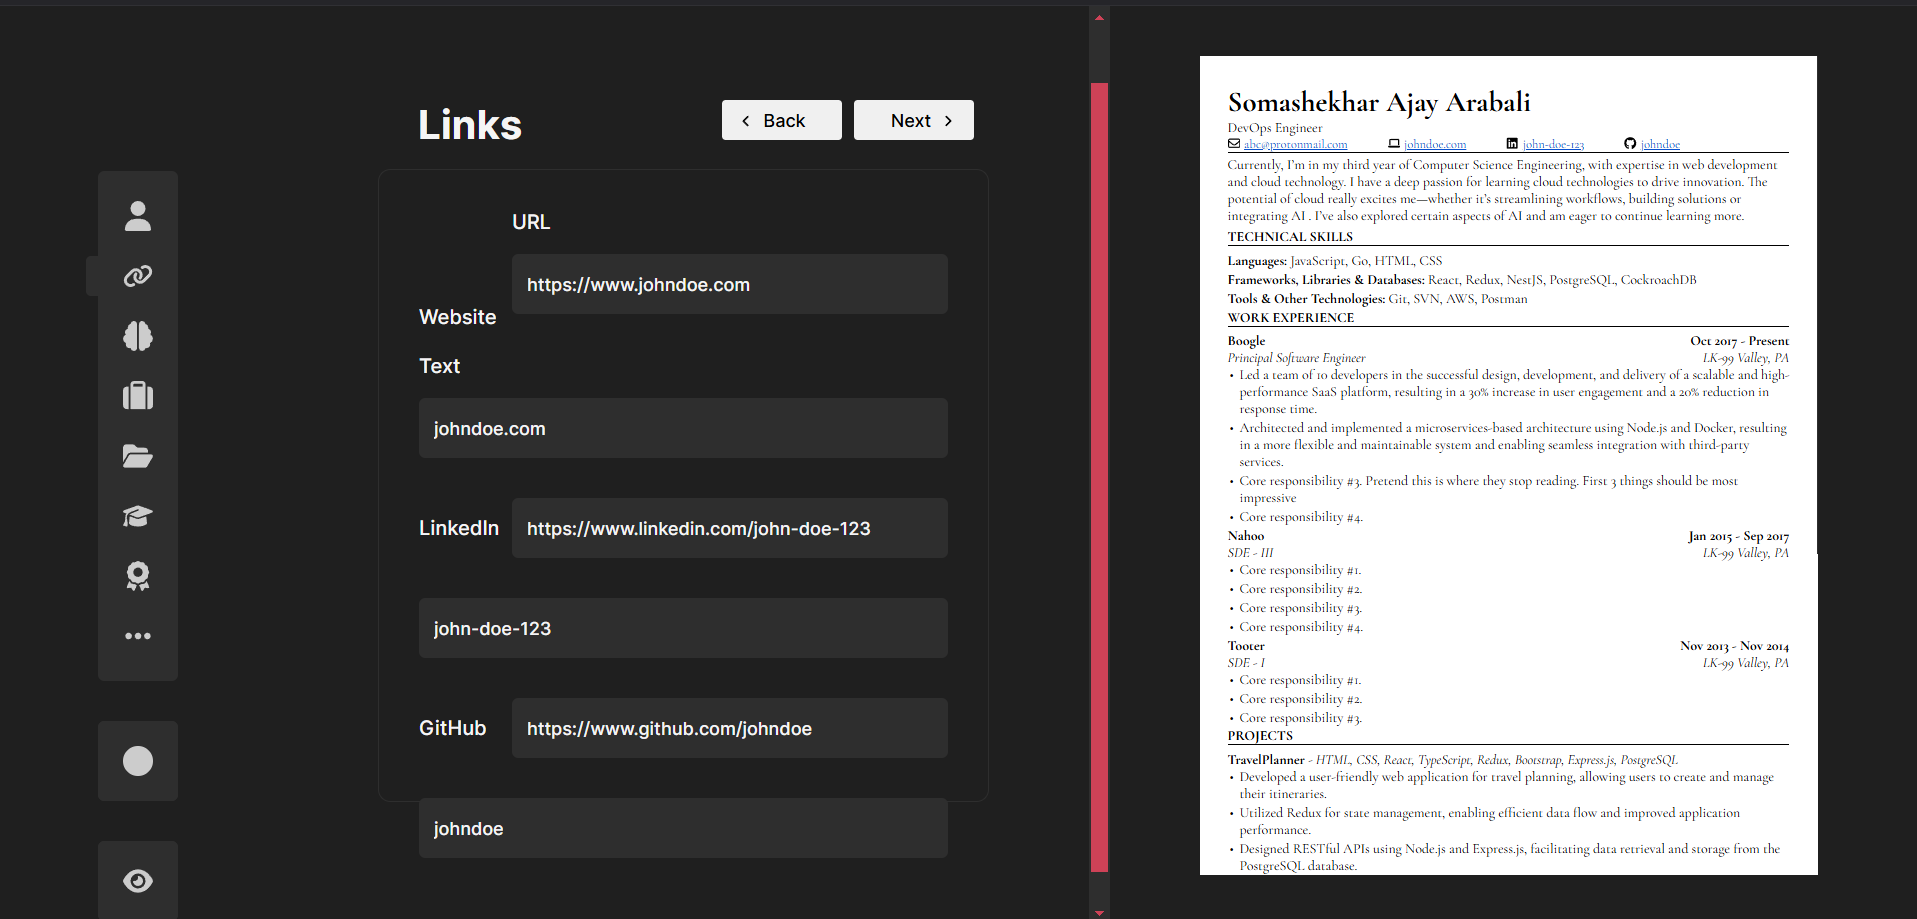 Links
Back
Next
URL
https://www.johndoe.com
Website
Text
johndoe.com
LinkedIn
https://www.linkedin.com/john-doe-123
john-doe-123
GitHub
https://www.github.com/johndoe
johndoe
Somashekhar Ajay Arabali
DevOps Engineer
abc@protonmail.com johndoe.com john-doe-123 johndoe
Currently, I'm in my third year of Computer Science Engineering, with expertise in web development
and cloud technology. I have a deep passion for learning cloud technologies to drive innovation. The
potential of cloud really excites me—whether it's streamlining workflows, building solutions or
integrating AI . I've also explored certain aspects of AI and am eager to continue learning more.
TECHNICAL SKILLS
Languages: JavaScript, Go, HTML, CSS
Frameworks, Libraries & Databases: React, Redux, NestJS, PostgreSQL, CockroachDB
Tools & Other Technologies: Git, SVN, AWS, Postman
WORK EXPERIENCE
Boogle Oct 2017 - Present
Principal Software Engineer LK-99 Valley, PA
• Led a team of 10 developers in the successful design, development, and delivery of a scalable and high-
performance SaaS platform, resulting in a 30% increase in user engagement and a 20% reduction in
response time.
• Architected and implemented a microservices-based architecture using Node.js and Docker, resulting
in a more flexible and maintainable system and enabling seamless integration with third-party
services.
• Core responsibility #3. Pretend this is where they stop reading. First 3 things should be most
impressive
• Core responsibility #4.
Nahoo Jan 2015 - Sep 2017
SDE - III LK-99 Valley, PA
• Core responsibility #1.
• Core responsibility #2.
• Core responsibility #3.
• Core responsibility #4.
Tooter Nov 2013 - Nov 2014
SDE - I LK-99 Valley, PA
• Core responsibility #1.
• Core responsibility #2.
• Core responsibility #3.
PROJECTS
TravelPlanner - HTML, CSS, React, TypeScript, Redux, Bootstrap, Express.js, PostgreSQL
• Developed a user-friendly web application for travel planning, allowing users to create and manage
their itineraries.
• Utilized Redux for state management, enabling efficient data flow and improved application
performance.
• Designed RESTful APIs using Node.js and Express.js, facilitating data retrieval and storage from the
PostgreSQL database.